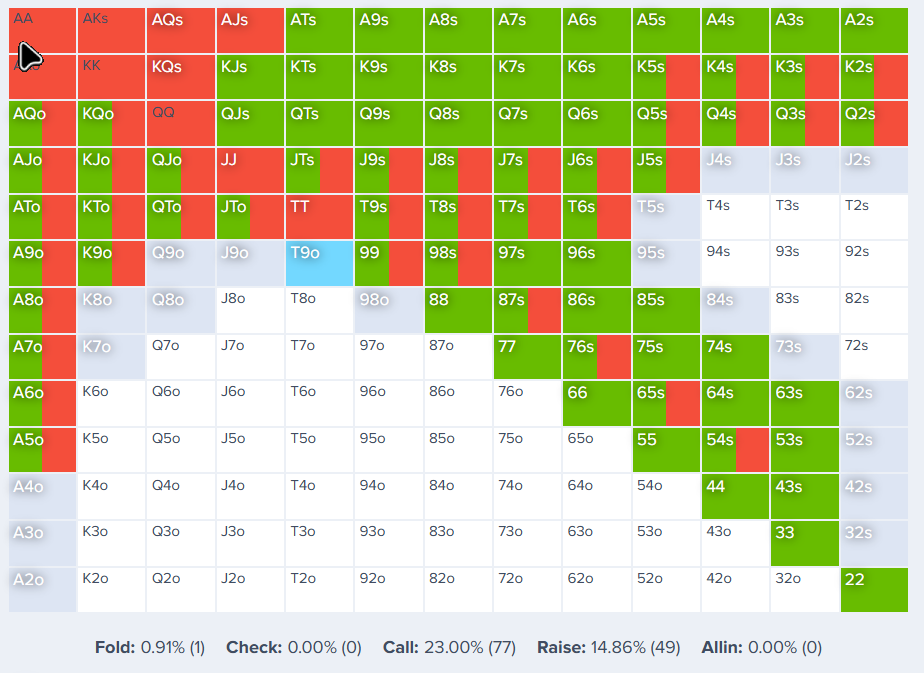 AA AKs AQs AJs ATs A9s A8s A7s A6s A5s A4s A3s A2s
KK KQs KJs KTs K9s K8s K7s K6s K5s K4s K3s K2s
AQo KQo QQ QJs QTs Q9s Q8s Q7s Q6s Q5s Q4s Q3s Q2s
AJo KJo QJo JJ JTs J9s J8s J7s J6s J5s J4s J3s J2s
ATo KTo QTo JTo TT T9s T8s T7s T6s T5s T4s T3s T2s
A9o K9o Q9o J9o T9o 99 98s 97s 96s 95s 94s 93s 92s
A8o K8o Q8o J8o T8o 98o 88 87s 86s 85s 84s 83s 82s
A7o K7o Q7o J7o T7o 97o 87o 77 76s 75s 74s 73s 72s
A6o K6o Q6o J6o T6o 96o 86o 76o 66 65s 64s 63s 62s
A5o K5o Q5o J5o T5o 95o 85o 75o 65o 55 54s 53s 52s
A4o K4o Q4o J4o T4o 94o 84o 74o 64o 54o 44 43s 42s
A3o K3o Q3o J3o T3o 93o 83o 73o 63o 53o 43o 33 32s
A2o K2o Q2o J2o T2o 92o 82o 72o 62o 52o 42o 32o 22
Fold: 0.91% (1) Check: 0.00% (0) Call: 23.00% (77) Raise: 14.86% (49) Allin: 0.00% (0)